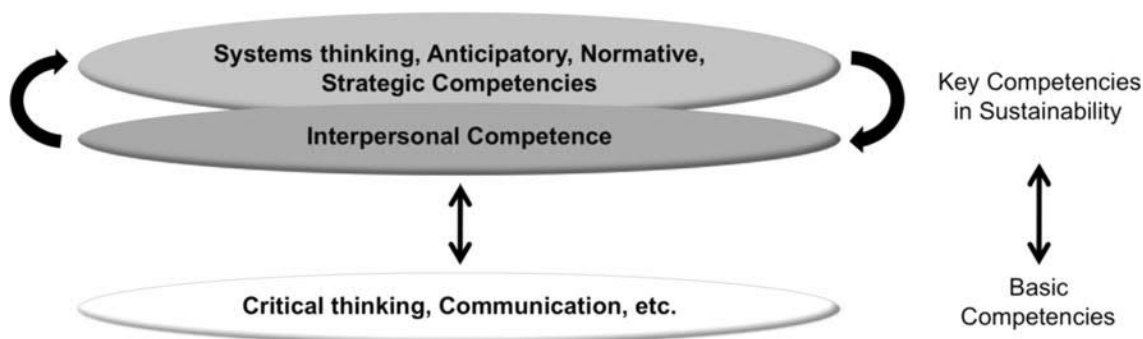 Systems thinking, Anticipatory, Normative,
Strategic Competencies
Interpersonal Competence
Key Competencies
in Sustainability
Critical thinking, Communication, etc.
Basic
Competencies